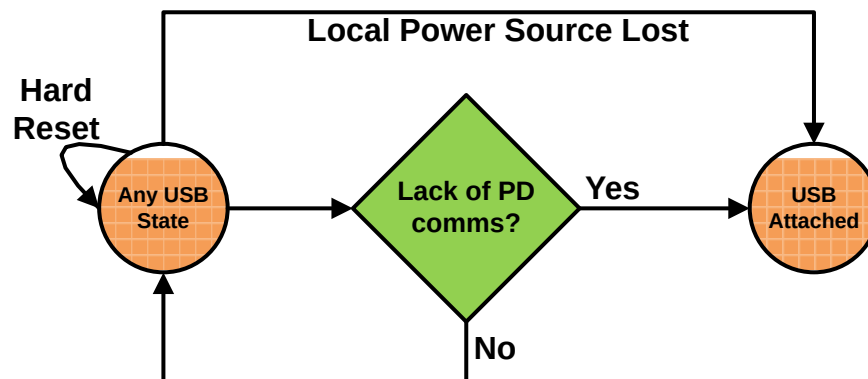 Local Power Source Lost
Hard
Reset
Any USB
State
Lack of PD
comms?
Yes
USB
Attached
No